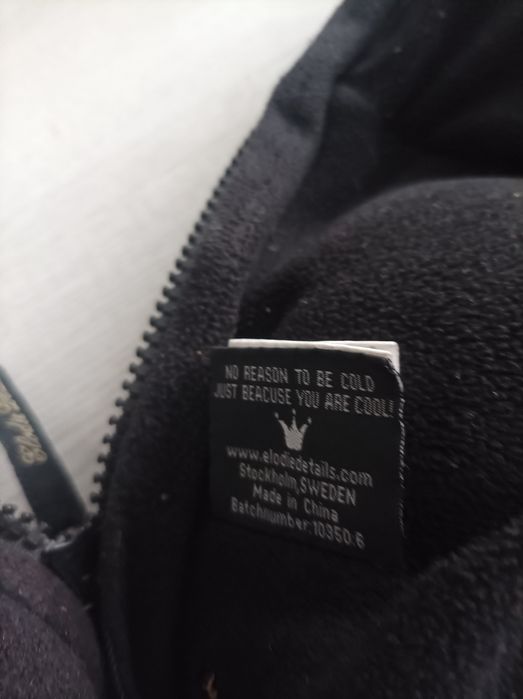 NO REASON TO BE COLD
JUST BEACUSE YOU ARE COOL!
www.elodiedetails.com
Stockholm, SWEDEN
Made in China
Batchnumber: 10350 6